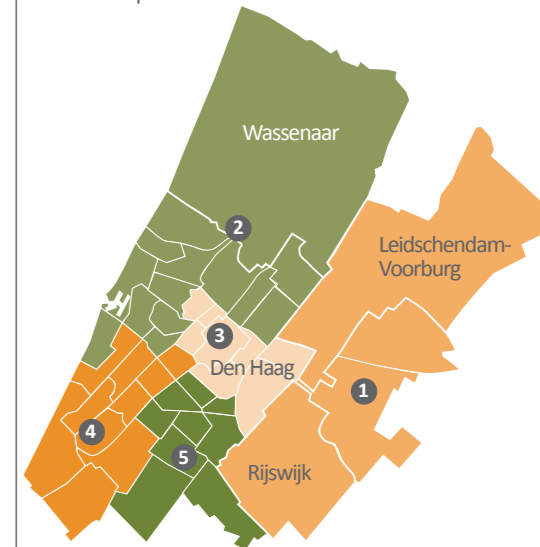 Wassenaar
2
Leidschendam-
Voorburg
3
Den Haag
1
4
5
Rijswijk